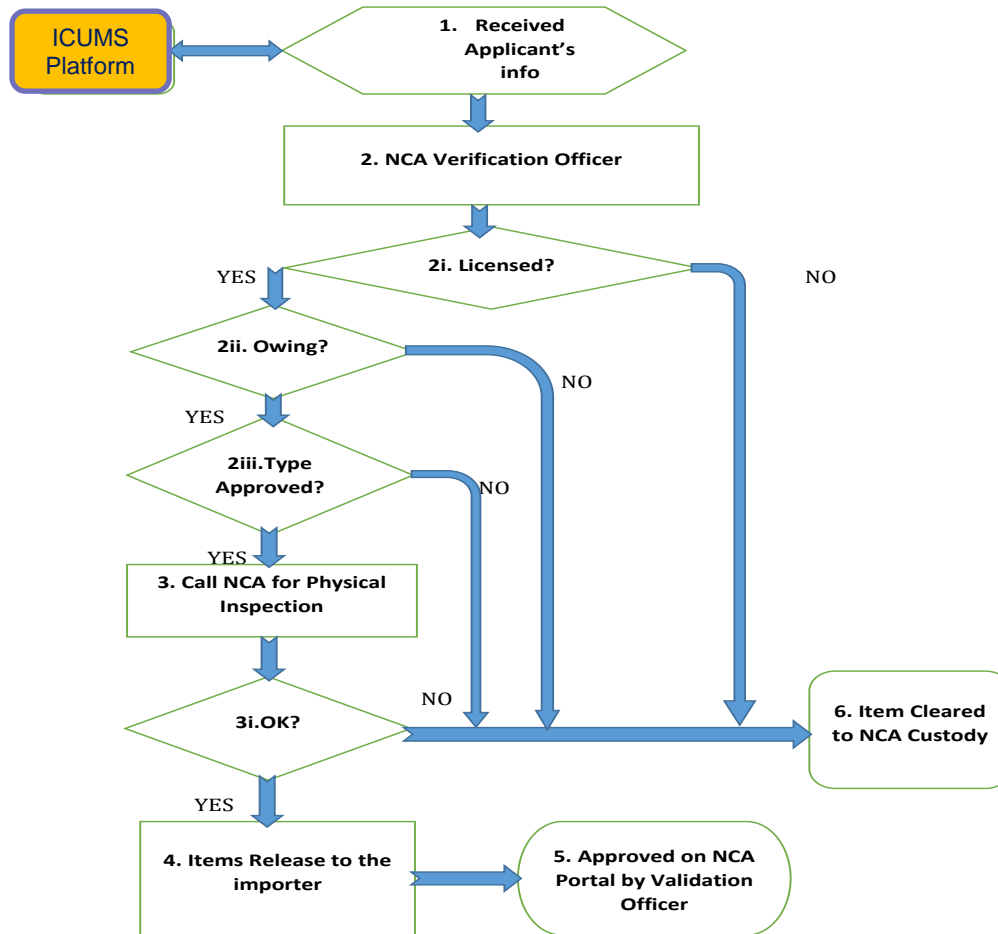 ICUMS
Platform
1. Received
Applicant's
info
2. NCA Verification Officer
2i. Licensed?
YES
NO
2ii. Owing?
NO
YES
2iii.Type
Approved?
NO
YES
3. Call NCA for Physical
Inspection
NO
3i.OK?
6. Item Cleared
to NCA Custody
YES
4. Items Release to the
importer
5. Approved on NCA
Portal by Validation
Officer